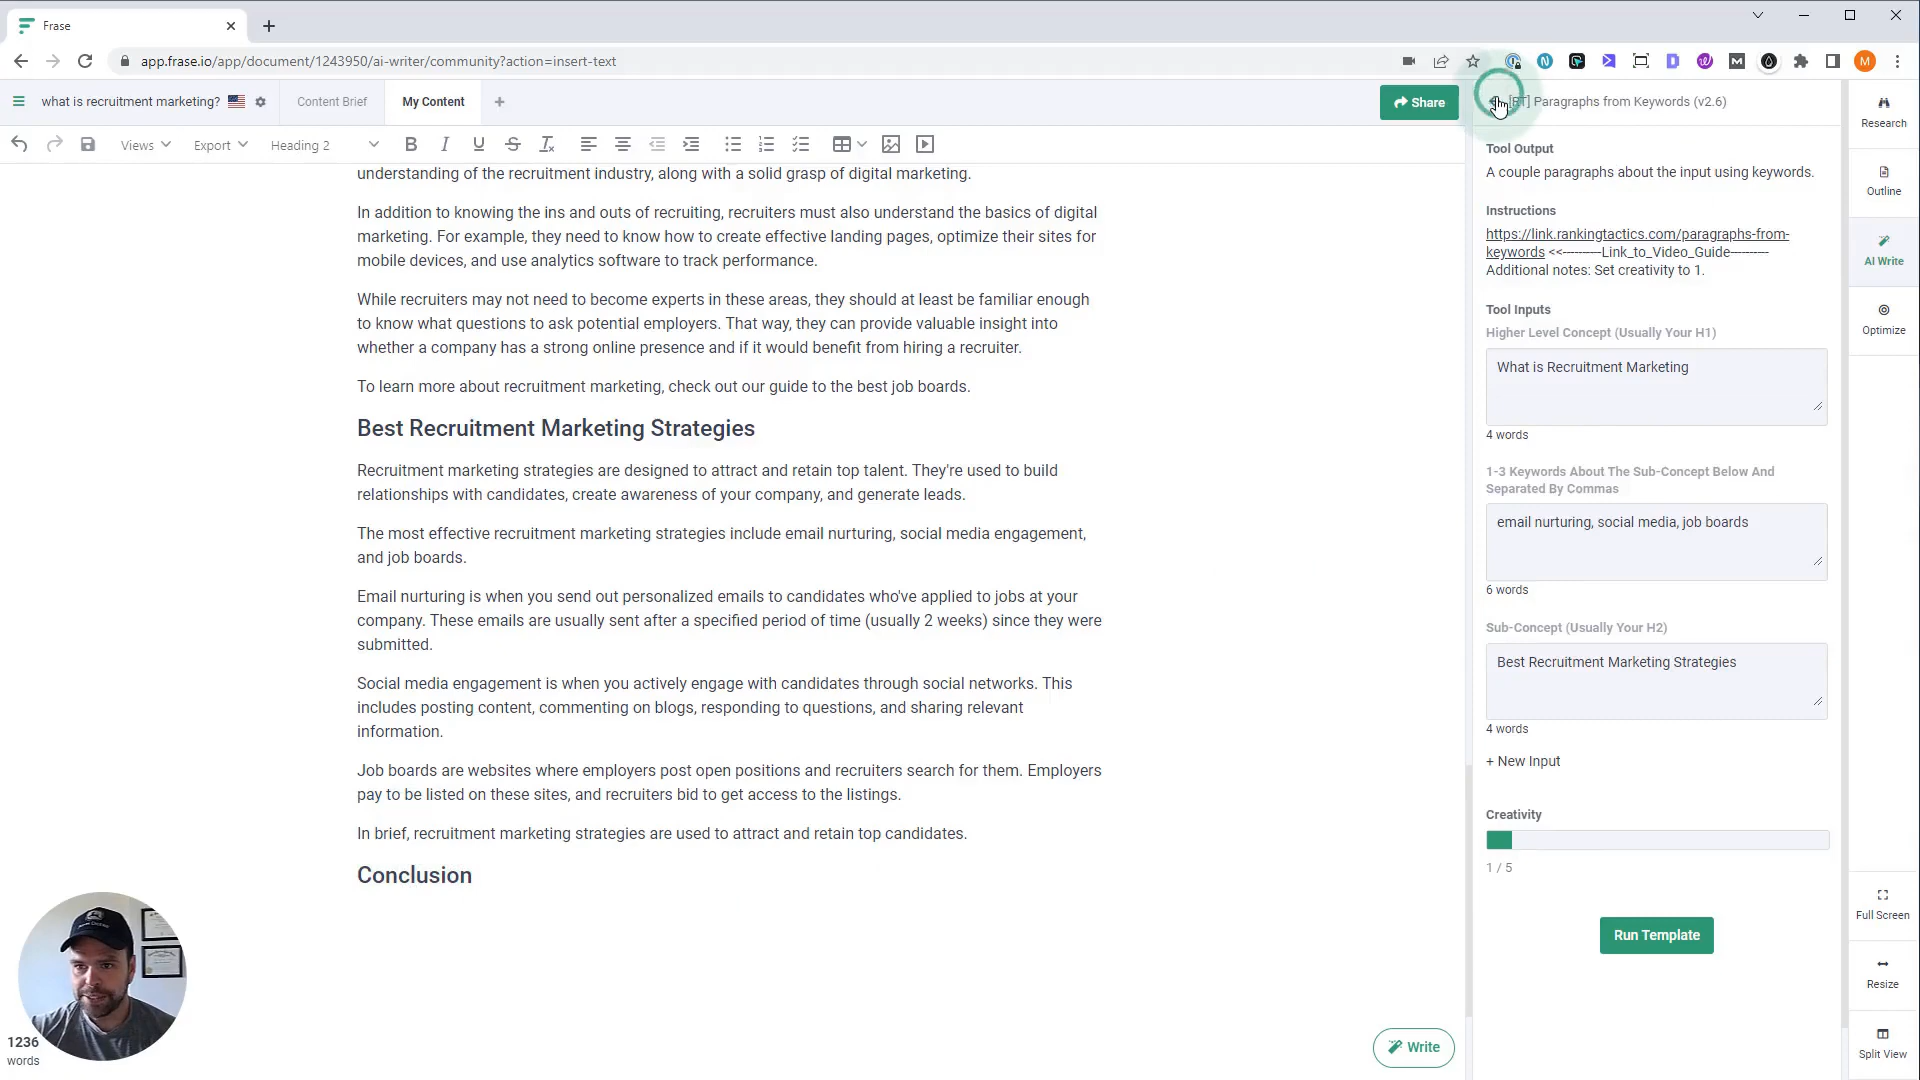 Frase
app.frase.io/app/document/1243950/ai-writer/community?action=insert-text
what is recruitment marketing?
Content Brief
My Content
Share
Paragraphs from Keywords (v2.6)
Research
Views
Export
Heading 2
understanding of the recruitment industry, along with a solid grasp of digital marketing.
In addition to knowing the ins and outs of recruiting, recruiters must also understand the basics of digital
marketing. For example, they need to know how to create effective landing pages, optimize their sites for
mobile devices, and use analytics software to track performance.
While recruiters may not need to become experts in these areas, they should at least be familiar enough
to know what questions to ask potential employers. That way, they can provide valuable insight into
whether a company has a strong online presence and if it would benefit from hiring a recruiter.
To learn more about recruitment marketing, check out our guide to the best job boards.
Best Recruitment Marketing Strategies
Recruitment marketing strategies are designed to attract and retain top talent. They're used to build
relationships with candidates, create awareness of your company, and generate leads.
The most effective recruitment marketing strategies include email nurturing, social media engagement,
and job boards.
Email nurturing is when you send out personalized emails to candidates who've applied to jobs at your
company. These emails are usually sent after a specified period of time (usually 2 weeks) since they were
submitted.
Social media engagement is when you actively engage with candidates through social networks. This
includes posting content, commenting on blogs, responding to questions, and sharing relevant
information.
Job boards are websites where employers post open positions and recruiters search for them. Employers
pay to be listed on these sites, and recruiters bid to get access to the listings.
In brief, recruitment marketing strategies are used to attract and retain top candidates.
Conclusion
1236
words
Write
Tool Output
A couple paragraphs about the input using keywords.
Instructions
https://link.rankingtactics.com/paragraphs-from-
keywords <<----------Link_to_Video_Guide----------
Additional notes: Set creativity to 1.
Tool Inputs
Higher Level Concept (Usually Your H1)
What is Recruitment Marketing
4 words
1-3 Keywords About The Sub-Concept Below And
Separated By Commas
email nurturing, social media, job boards
6 words
Sub-Concept (Usually Your H2)
Best Recruitment Marketing Strategies
4 words
+ New Input
Creativity
1 / 5
Run Template
Outline
AI Write
Optimize
Full Screen
Resize
Split View